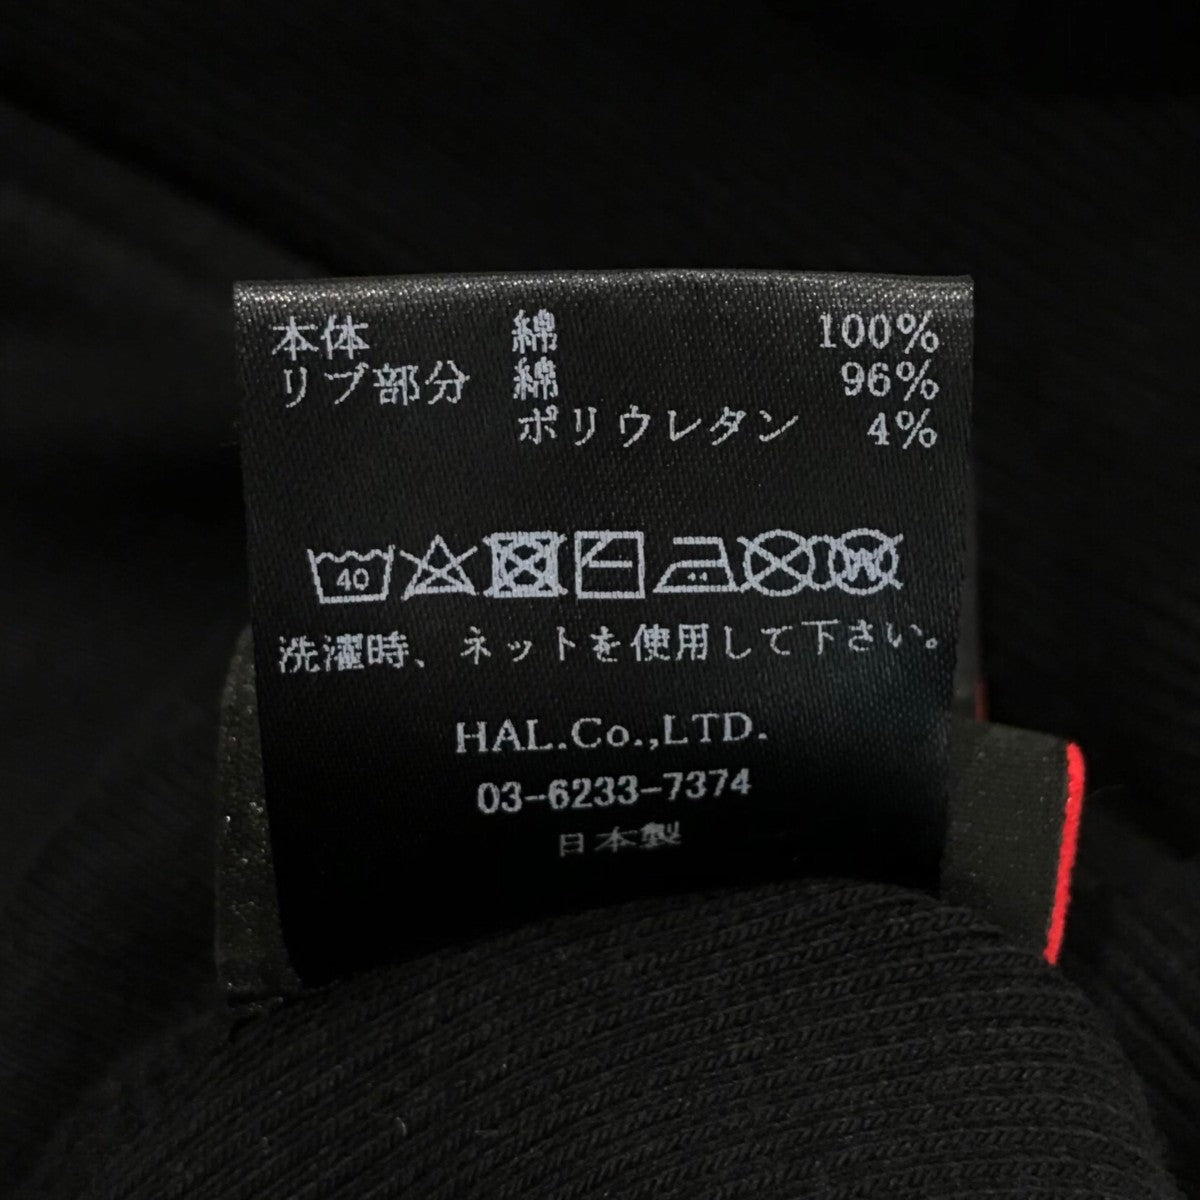 本体 綿 100%
リブ部分 綿 96%
ポリウレタン 4%
40 W
洗濯時、ネットを使用して下さい。
HAL.Co.,LTD.
03-6233-7374
日本製